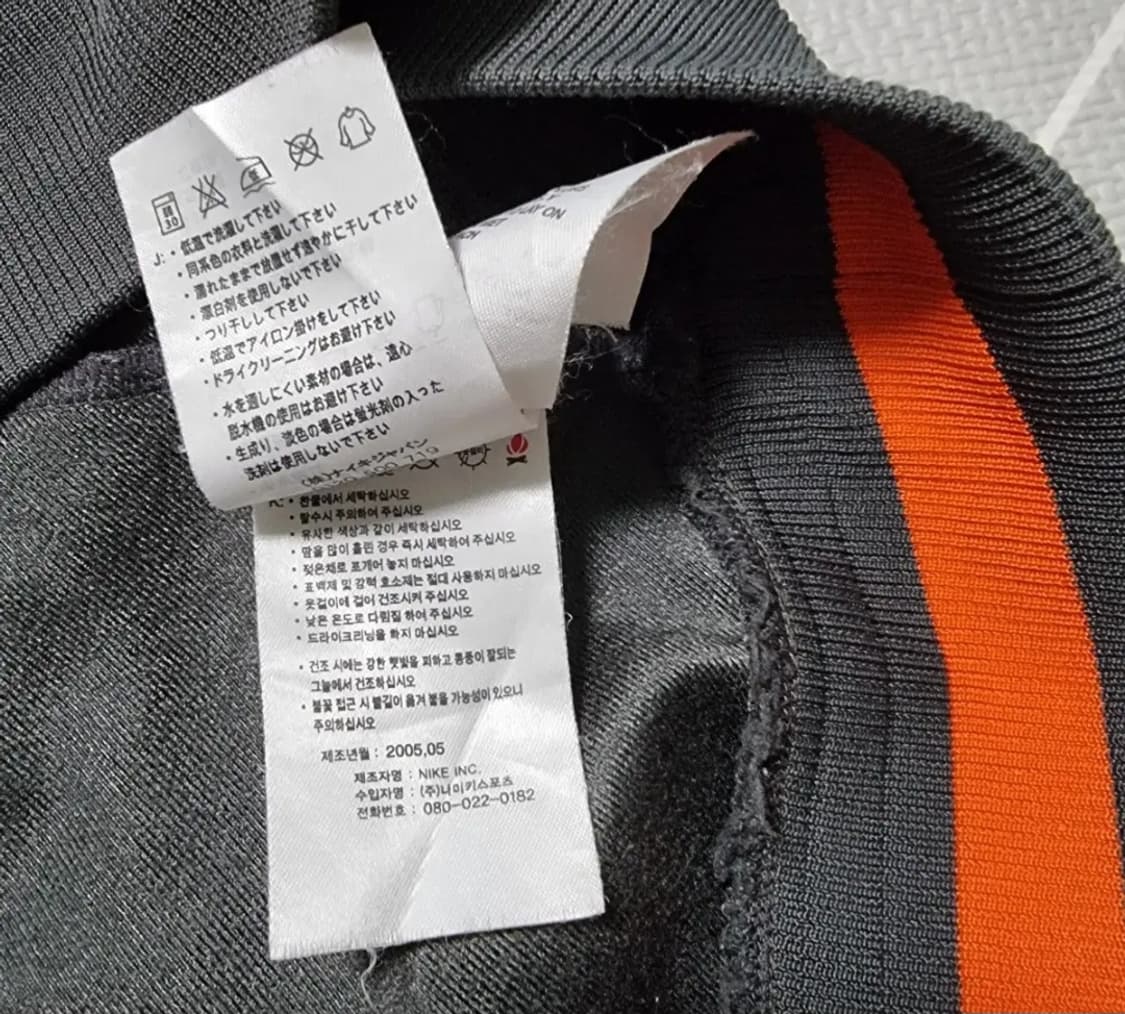 30
J: ・低温で洗濯して下さい
・同系色の衣料と洗濯して下さい
・濡れたままで放置せず速やかに干して下さい
・漂白剤を使用しないで下さい
・つり干しして下さい
・低温でアイロン掛けをして下さい
・ドライクリーニングはお避け下さい
・水を通しにくい素材の場合は、遠心
脱水機の使用はお避け下さい
・生成り、淡色の場合は蛍光剤の入った
洗剤は使用しないで下さい
(株)ナイキジャパン
AY ON
K: • 찬물에서 세탁하십시오
• 탈수시 주의하여 주십시오
• 유사한 색상과 같이 세탁하십시오
• 땀을 많이 흘린 경우 즉시 세탁하여 주십시오
• 젖은채로 포개어 놓지 마십시오
• 표백제 및 강력 효소제는 절대 사용하지 마십시오
• 옷걸이에 걸어 건조시켜 주십시오
• 낮은 온도로 다림질 하여 주십시오
• 드라이크리닝을 하지 마십시오
• 건조 시에는 강한 햇빛을 피하고 통풍이 잘되는
그늘에서 건조하십시오
• 불꽃 접근 시 불길이 옮겨 붙을 가능성이 있으니
주의하십시오
제조년월 : 2005.05
제조자명 : NIKE INC.
수입자명 : (주)나이키스포츠
전화번호 : 080-022-0182